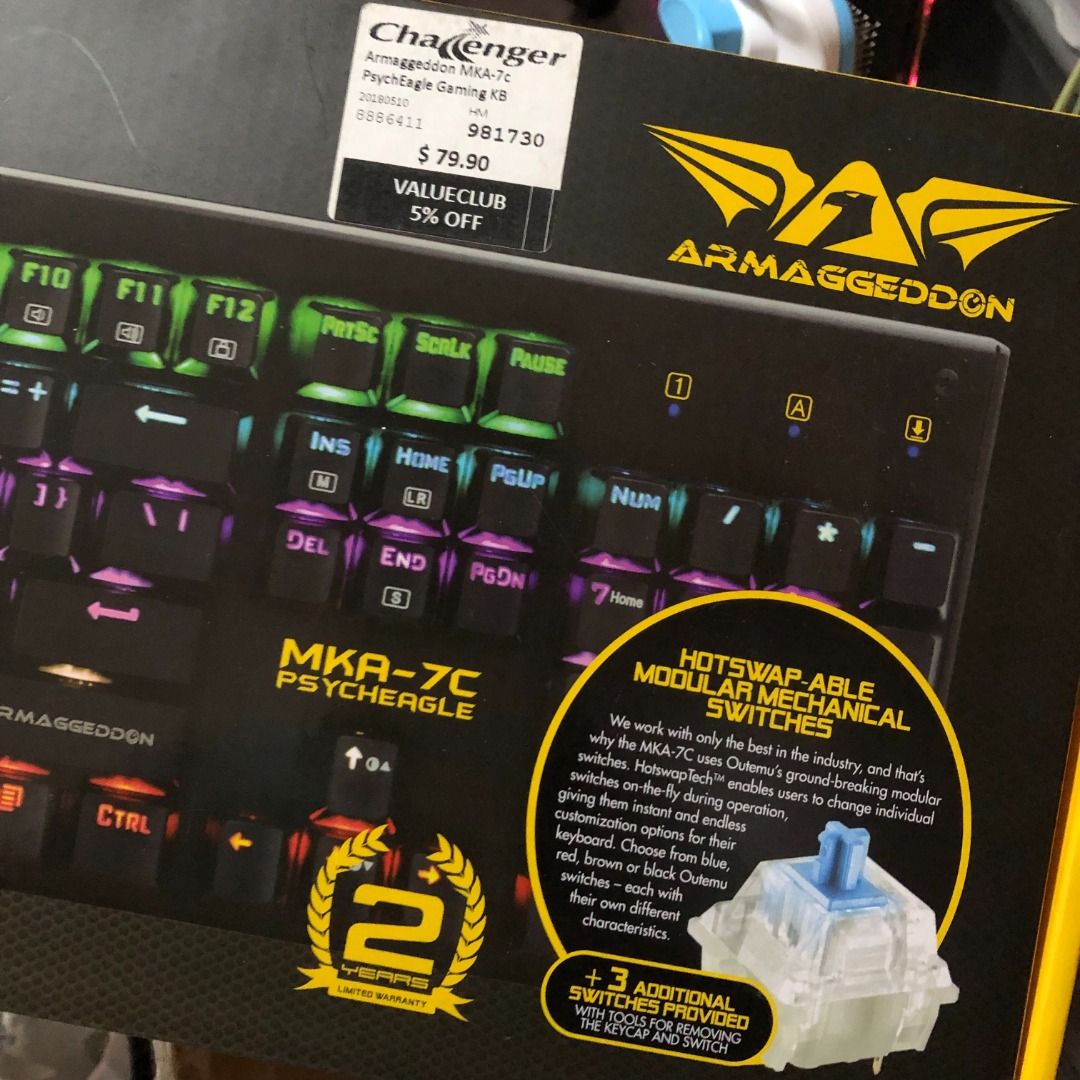 Challenger
Armaggeddon MKA-7c
PsychEagle Gaming KB
20180510
HM
8886411
981730
$ 79.90
VALUECLUB
5% OFF
ARMAGGEDDON
F10
F11
F12
PRTSC
SCRLK
PAUSE
1
A
= +
INS
M
HOME
LR
PGUP
NUM
/
*
-
] }
\ |
DEL
END
S
PGDN
7 Home
MKA-7C
PSYCHEAGLE
RMAGGEDDON
CTRL
HOTSWAP-ABLE
MODULAR MECHANICAL
SWITCHES
We work with only the best in the industry, and that's
why the MKA-7C uses Outemu's ground-breaking modular
switches. HotswapTech™ enables users to change individual
switches on-the-fly during operation,
giving them instant and endless
customization options for their
keyboard. Choose from blue,
red, brown or black Outemu
switches – each with
their own different
characteristics.
2
YEARS
LIMITED WARRANTY
+ 3 ADDITIONAL
SWITCHES PROVIDED
WITH TOOLS FOR REMOVING
THE KEYCAP AND SWITCH